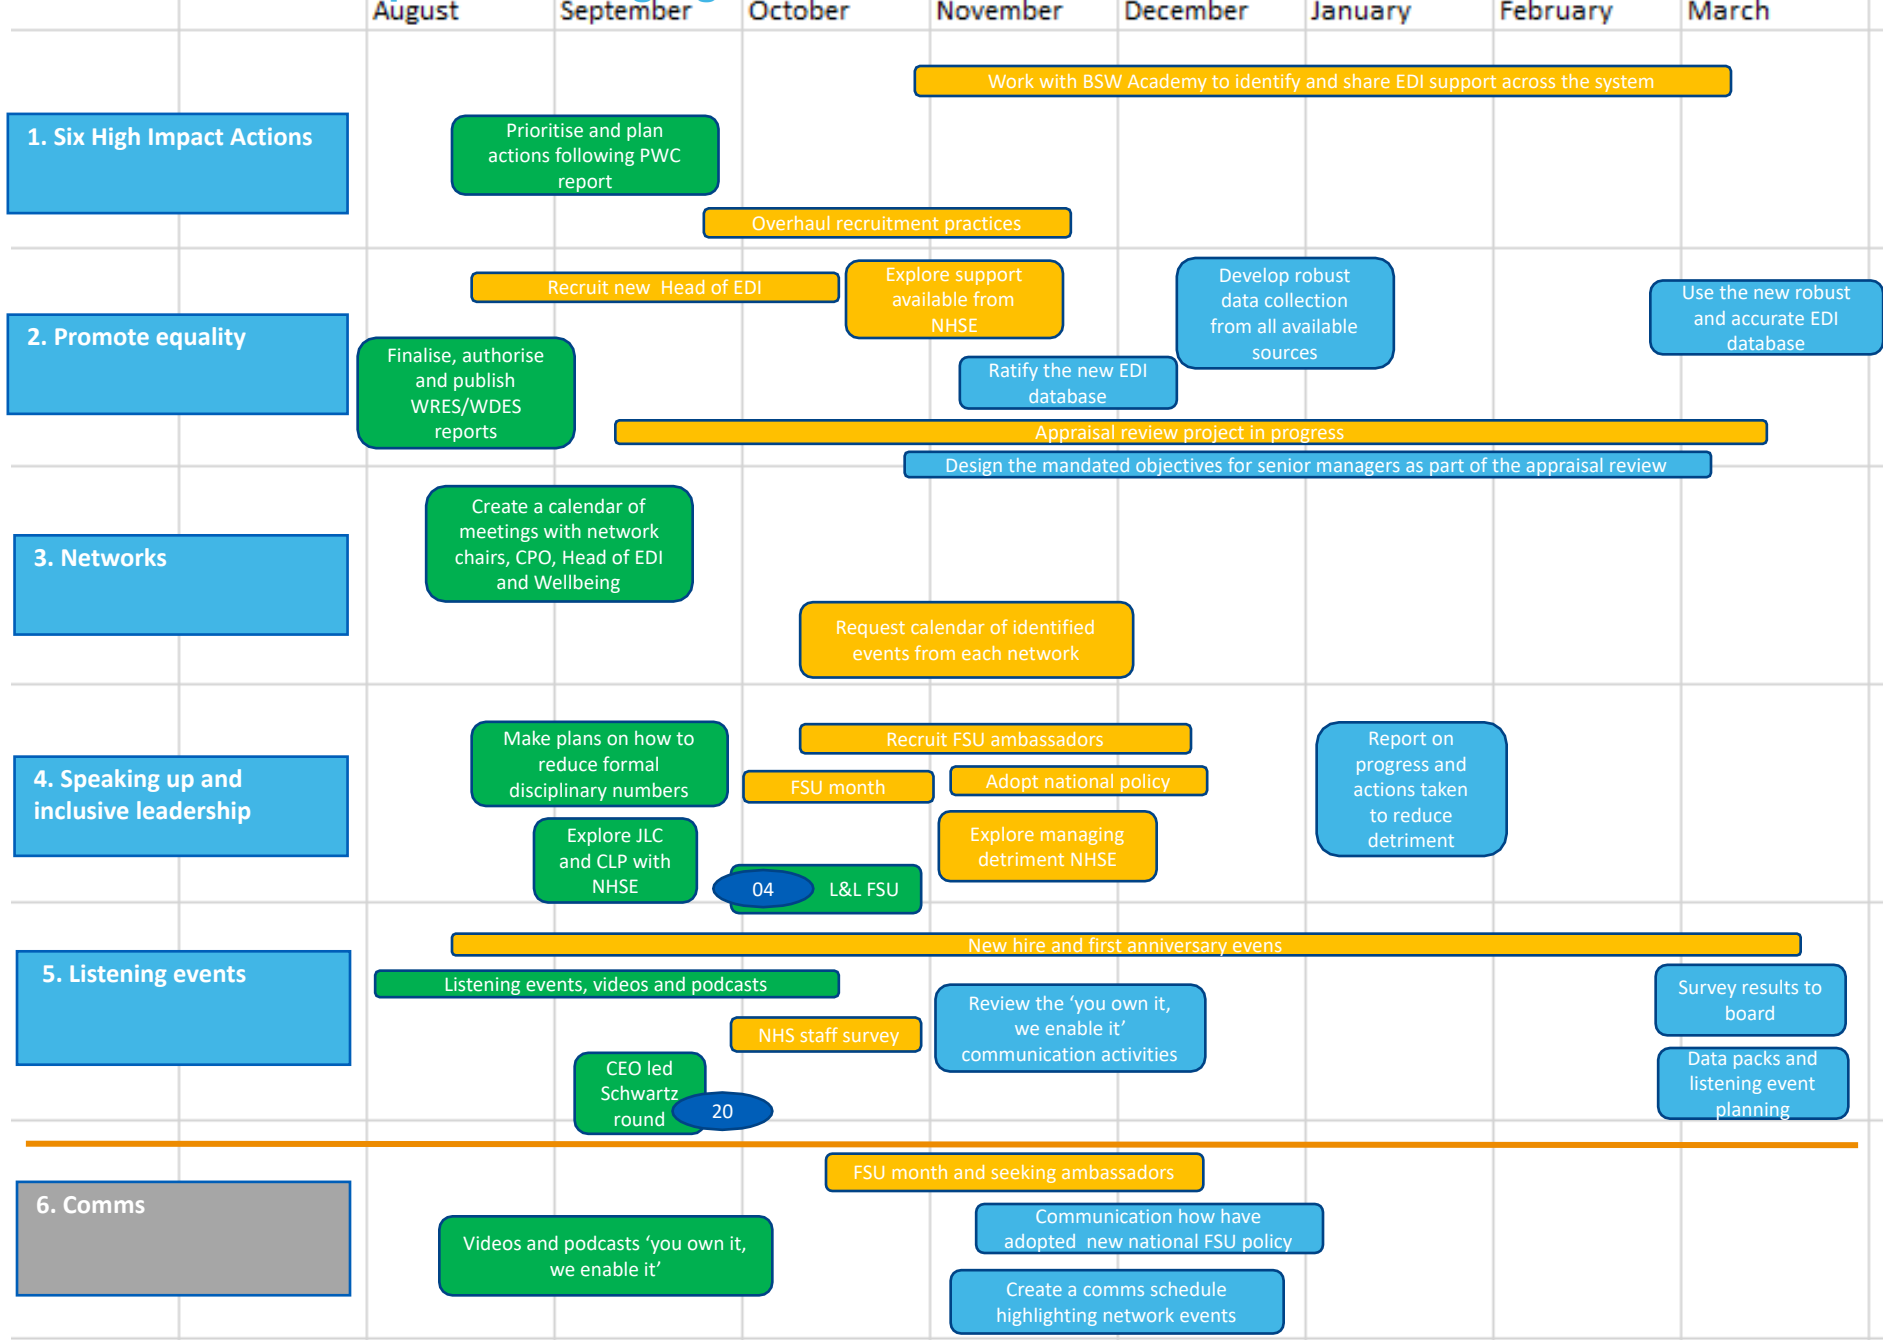 August September October November December January February March
Work with BSW Academy to identify and share EDI support across the system
1. Six High Impact Actions
Prioritise and plan
actions following PWC
report
Overhaul recruitment practices
2. Promote equality
Recruit new Head of EDI
Explore support
available from
NHSE
Develop robust
data collection
from all available
sources
Use the new robust
and accurate EDI
database
Finalise, authorise
and publish
WRES/WDES
reports
Ratify the new EDI
database
Appraisal review project in progress
Design the mandated objectives for senior managers as part of the appraisal review
3. Networks
Create a calendar of
meetings with network
chairs, CPO, Head of EDI
and Wellbeing
Request calendar of identified
events from each network
4. Speaking up and
inclusive leadership
Make plans on how to
reduce formal
disciplinary numbers
Recruit FSU ambassadors
FSU month
Adopt national policy
Report on
progress and
actions taken
to reduce
detriment
Explore JLC
and CLP with
NHSE
Explore managing
detriment NHSE
04
L&L FSU
5. Listening events
New hire and first anniversary evens
Listening events, videos and podcasts
NHS staff survey
Review the ‘you own it,
we enable it’
communication activities
Survey results to
board
CEO led
Schwartz
round
20
Data packs and
listening event
planning
6. Comms
FSU month and seeking ambassadors
Videos and podcasts ‘you own it,
we enable it’
Communication how have
adopted new national FSU policy
Create a comms schedule
highlighting network events